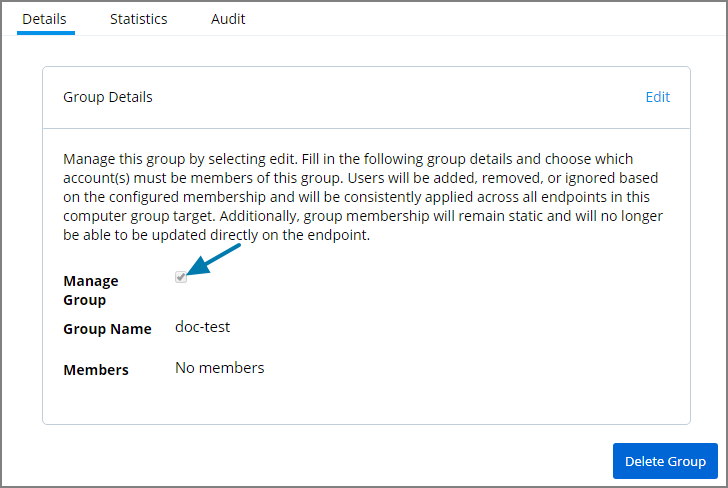 Details Statistics Audit
Group Details Edit
Manage this group by selecting edit. Fill in the following group details and choose which
account(s) must be members of this group. Users will be added, removed, or ignored based
on the configured membership and will be consistently applied across all endpoints in this
computer group target. Additionally, group membership will remain static and will no longer
be able to be updated directly on the endpoint.
Manage
Group
Group Name doc-test
Members No members
Delete Group